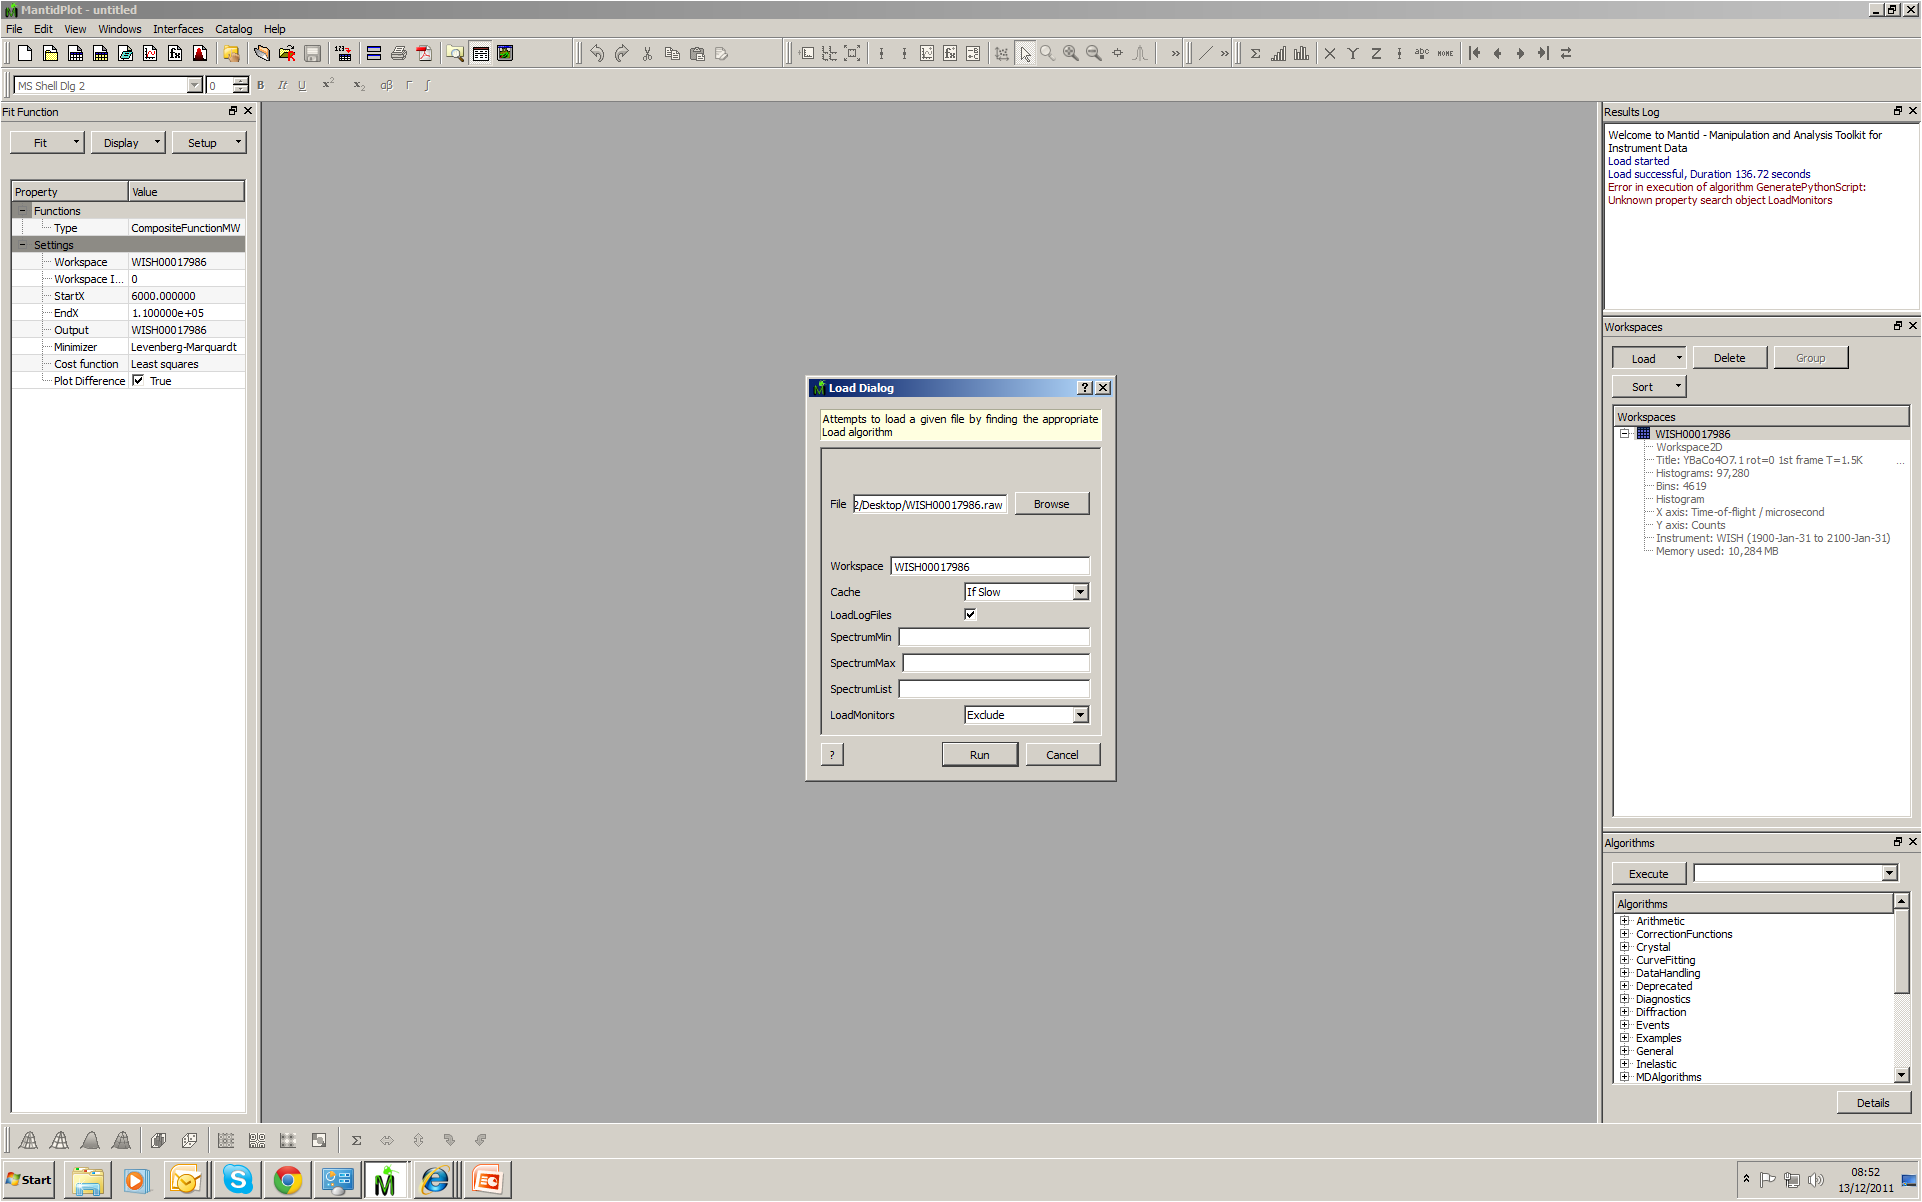 MantidPlot - untitled
File Edit View Windows Interfaces Catalog Help
MS Shell Dlg 2
0
B It U x² x₂ αβ Γ ∫
Fit Function
Fit Display Setup
Property Value
Functions
Type CompositeFunctionMW
Settings
Workspace WISH00017986
Workspace I... 0
StartX 6000.000000
EndX 1.100000e+05
Output WISH00017986
Minimizer Levenberg-Marquardt
Cost function Least squares
Plot Difference True
Load Dialog
Attempts to load a given file by finding the appropriate
Load algorithm
File 2/Desktop/WISH00017986.raw Browse
Workspace WISH00017986
Cache If Slow
LoadLogFiles
SpectrumMin
SpectrumMax
SpectrumList
LoadMonitors Exclude
? Run Cancel
Results Log
Welcome to Mantid - Manipulation and Analysis Toolkit for
Instrument Data
Load started
Load successful, Duration 136.72 seconds
Error in execution of algorithm GeneratePythonScript:
Unknown property search object LoadMonitors
Workspaces
Load Delete Group
Sort
Workspaces
WISH00017986
Workspace2D
Title: YBaCo4O7.1 rot=0 1st frame T=1.5K ...
Histograms: 97,280
Bins: 4619
Histogram
X axis: Time-of-flight / microsecond
Y axis: Counts
Instrument: WISH (1900-Jan-31 to 2100-Jan-31)
Memory used: 10,284 MB
Algorithms
Execute
Algorithms
Arithmetic
CorrectionFunctions
Crystal
CurveFitting
DataHandling
Deprecated
Diagnostics
Diffraction
Events
Examples
General
Inelastic
MDAlgorithms
Details
Start
08:52
13/12/2011